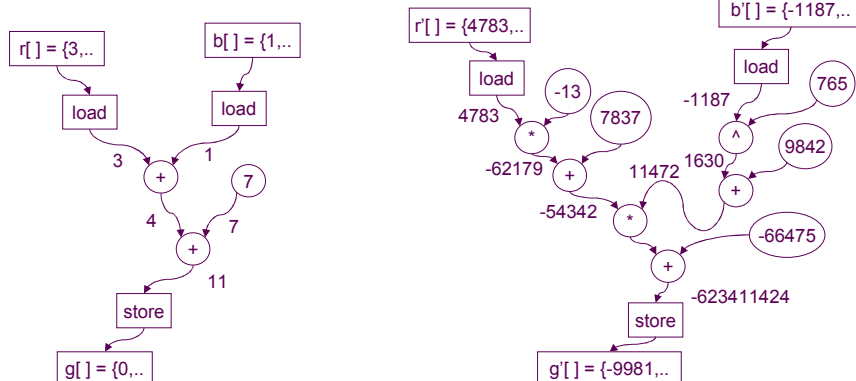 r[ ] = {3,..
b[ ] = {1,..
load
load
3
1
+
7
4
7
+
11
store
g[ ] = {0,..
r'[ ] = {4783,..
b'[ ] = {-1187,..
load
load
-13
765
4783
-1187
7837
*
^
-62179
1630
9842
+
11472
+
-54342
*
-66475
+
-623411424
store
g'[ ] = {-9981,..